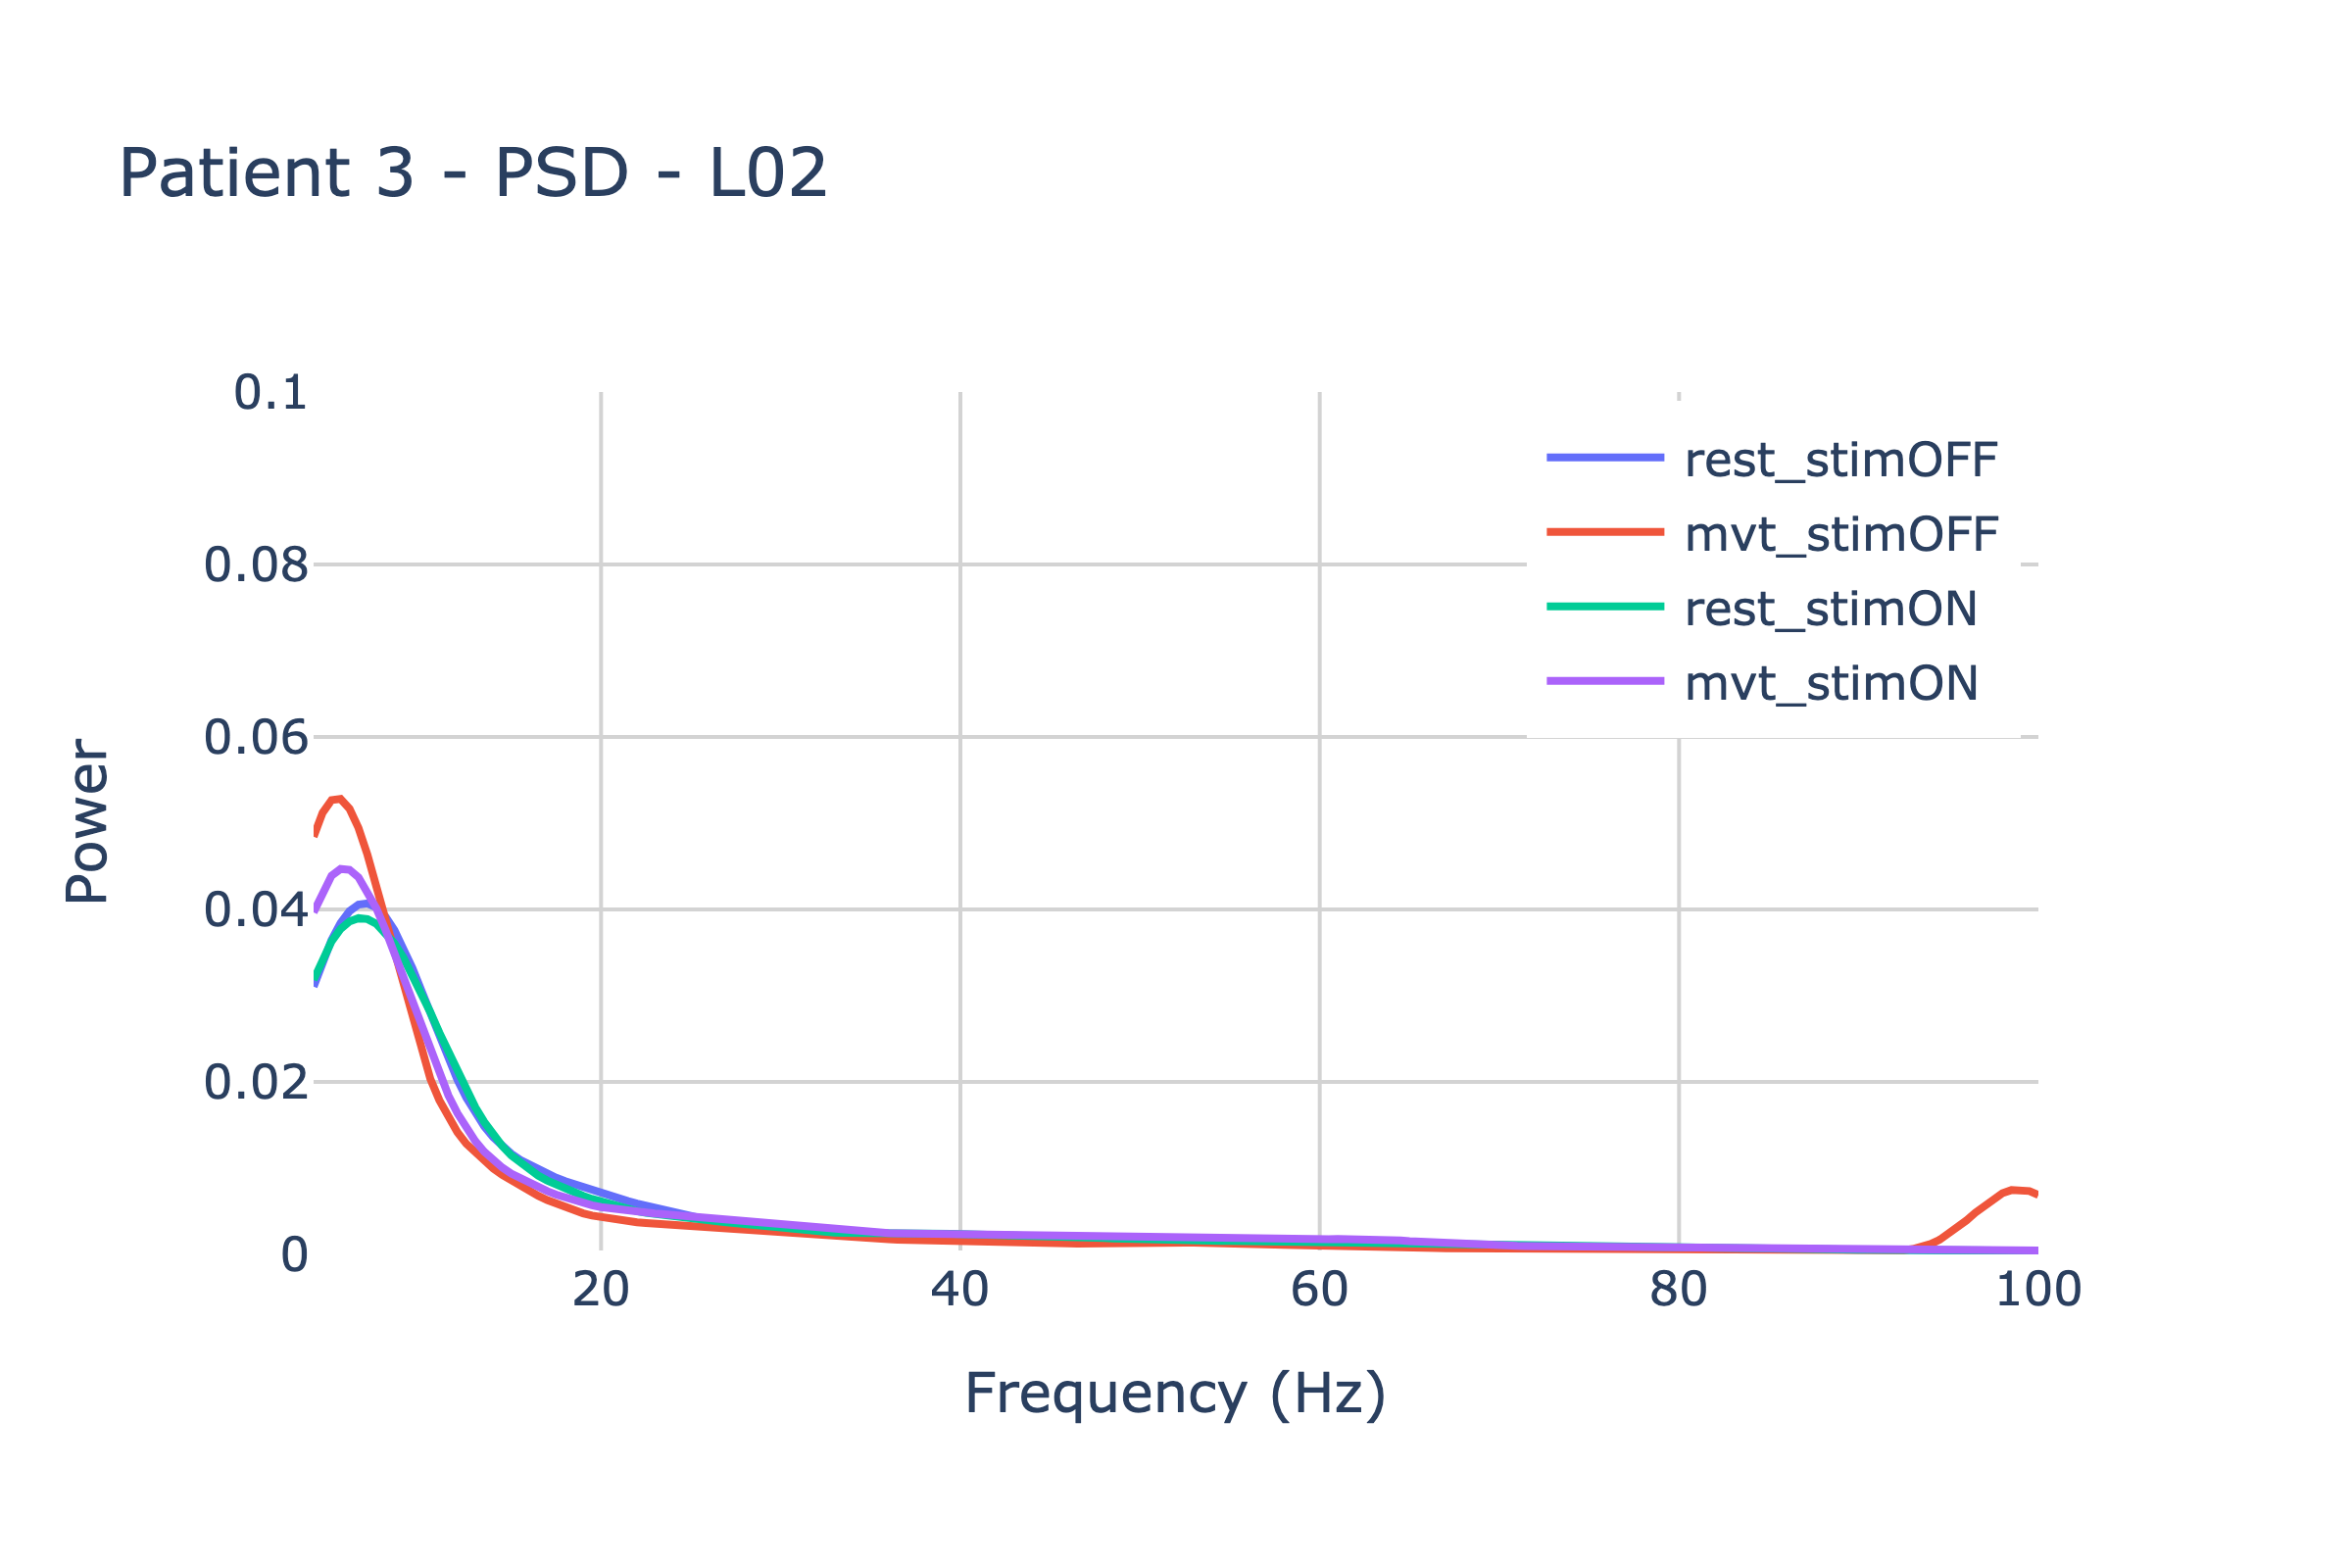 Patient 3 - PSD - L02
0.1
0.08
0.06
0.04
0.02
0
Power
20 40 60 80 100
Frequency (Hz)
rest_stimOFF
mvt_stimOFF
rest_stimON
mvt_stimON